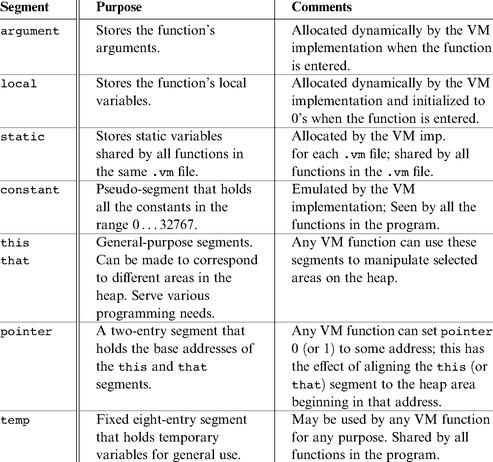 Segment Purpose Comments
argument Stores the function's Allocated dynamically by the VM
arguments. implementation when the function
is entered.
local Stores the function's local Allocated dynamically by the VM
variables. implementation and initialized to
0's when the function is entered.
static Stores static variables Allocated by the VM imp.
shared by all functions in for each .vm file; shared by all
the same .vm file. functions in the .vm file.
constant Pseudo-segment that holds Emulated by the VM
all the constants in the implementation; Seen by all the
range 0...32767. functions in the program.
this General-purpose segments. Any VM function can use these
that Can be made to correspond segments to manipulate selected
to different areas in the areas on the heap.
heap. Serve various
programming needs.
pointer A two-entry segment that Any VM function can set pointer
holds the base addresses of 0 (or 1) to some address; this has
the this and that the effect of aligning the this (or
segments. that) segment to the heap area
beginning in that address.
temp Fixed eight-entry segment May be used by any VM function
that holds temporary for any purpose. Shared by all
variables for general use. functions in the program.